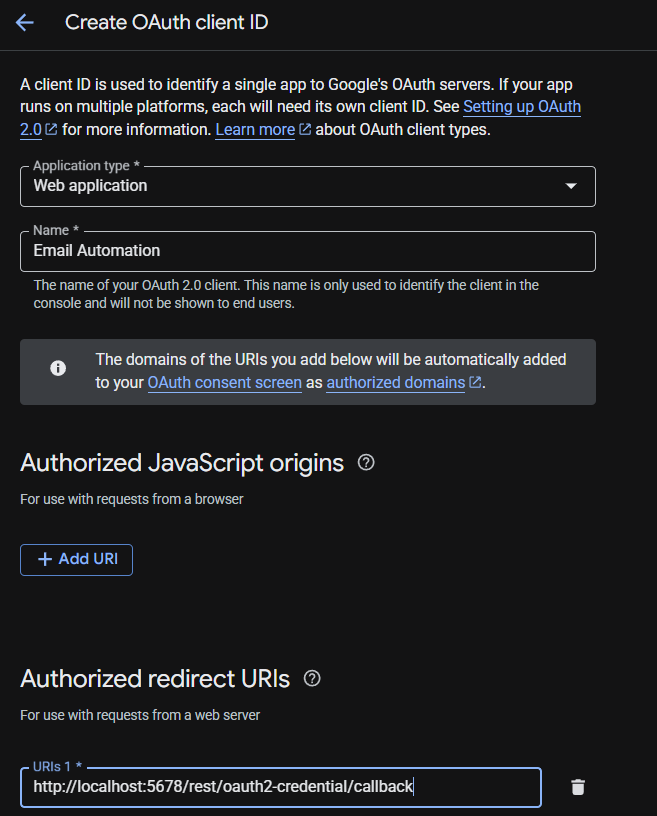 Create OAuth client ID
A client ID is used to identify a single app to Google's OAuth servers. If your app
runs on multiple platforms, each will need its own client ID. See Setting up OAuth
2.0 for more information. Learn more about OAuth client types.
Application type *
Web application
Name *
Email Automation
The name of your OAuth 2.0 client. This name is only used to identify the client in the
console and will not be shown to end users.
The domains of the URIs you add below will be automatically added
to your OAuth consent screen as authorized domains.
Authorized JavaScript origins
For use with requests from a browser
+ Add URI
Authorized redirect URIs
For use with requests from a web server
URIs 1 *
http://localhost:5678/rest/oauth2-credential/callback